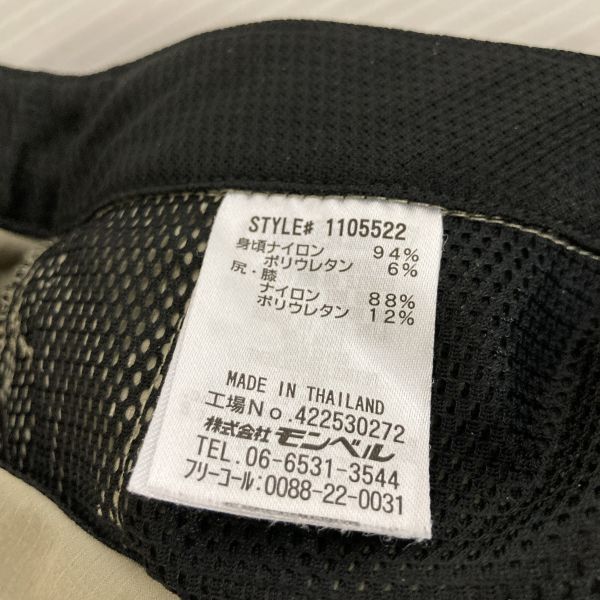 STYLE# 1105522
身頃ナイロン 94%
ポリウレタン 6%
尻・膝
ナイロン 88%
ポリウレタン 12%
MADE IN THAILAND
工場No.422530272
株式会社 モンベル
TEL. 06-6531-3544
フリーコール:0088-22-0031